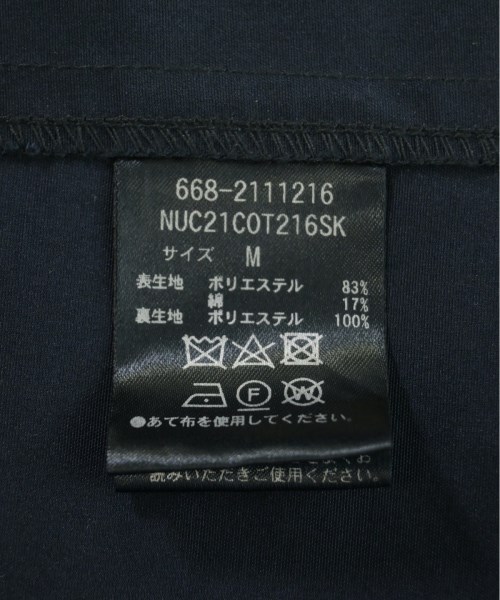 668-2111216
NUC21COT216SK
サイズ M
表生地 ポリエステル 83%
綿 17%
裏生地 ポリエステル 100%
F W
●あて布を使用してください。
読みいただきご使用ください。